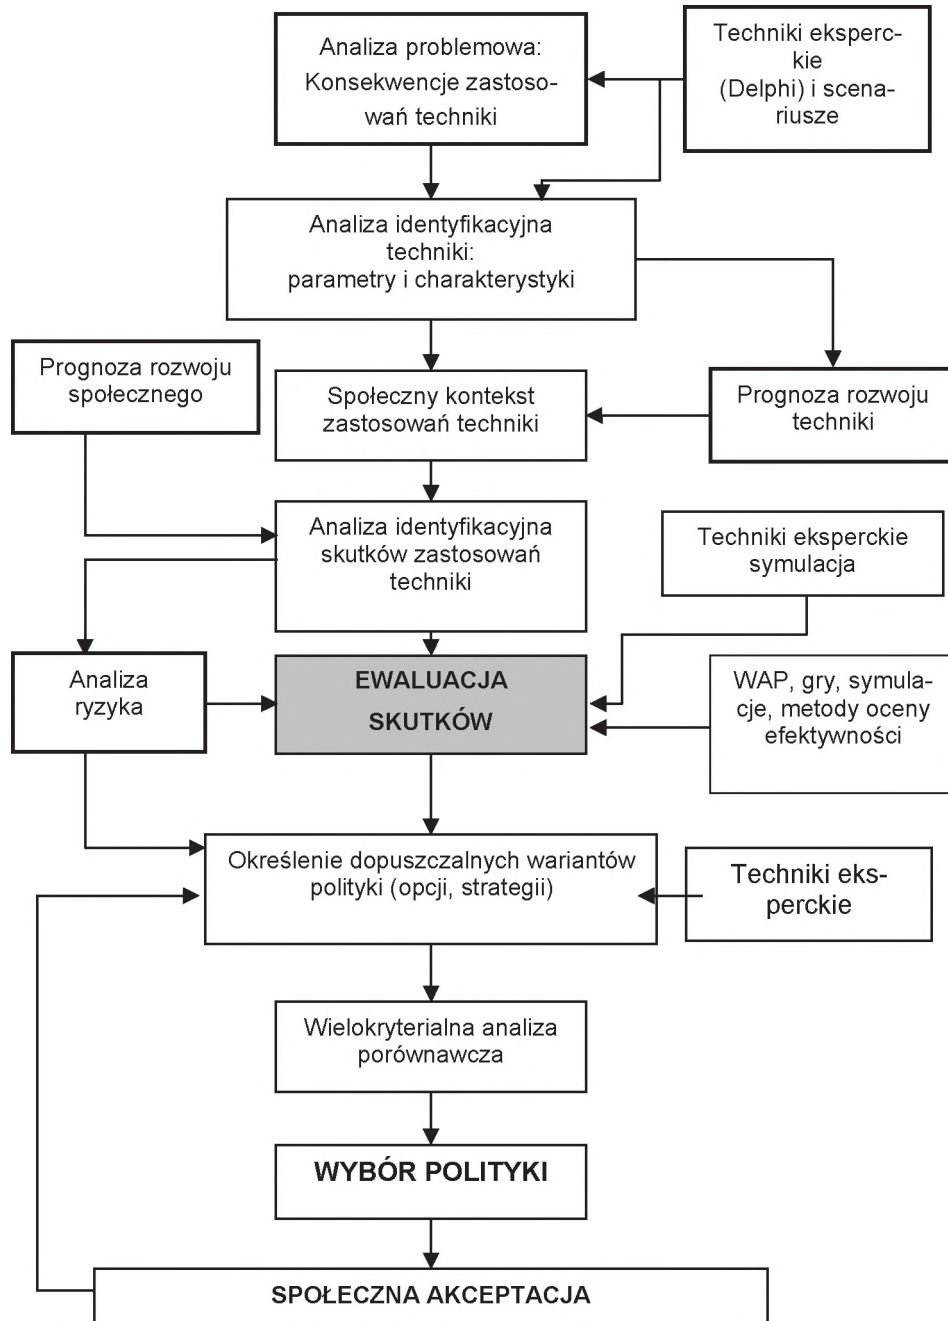 Analiza problemowa:
Konsekwencje zastoso-
wań techniki
Techniki eksperc-
kie
(Delphi) i scena-
riusze
Analiza identyfikacyjna
techniki:
parametry i charakterystyki
Prognoza rozwoju
społecznego
Społeczny kontekst
zastosowań techniki
Prognoza rozwoju
techniki
Analiza identyfikacyjna
skutków zastosowań
techniki
Techniki eksperckie
symulacja
Analiza
ryzyka
EWALUACJA
SKUTKÓW
WAP, gry, symula-
cje, metody oceny
efektywności
Określenie dopuszczalnych wariantów
polityki (opcji, strategii)
Techniki eks-
perckie
Wielokryterialna analiza
porównawcza
WYBÓR POLITYKI
SPOŁECZNA AKCEPTACJA